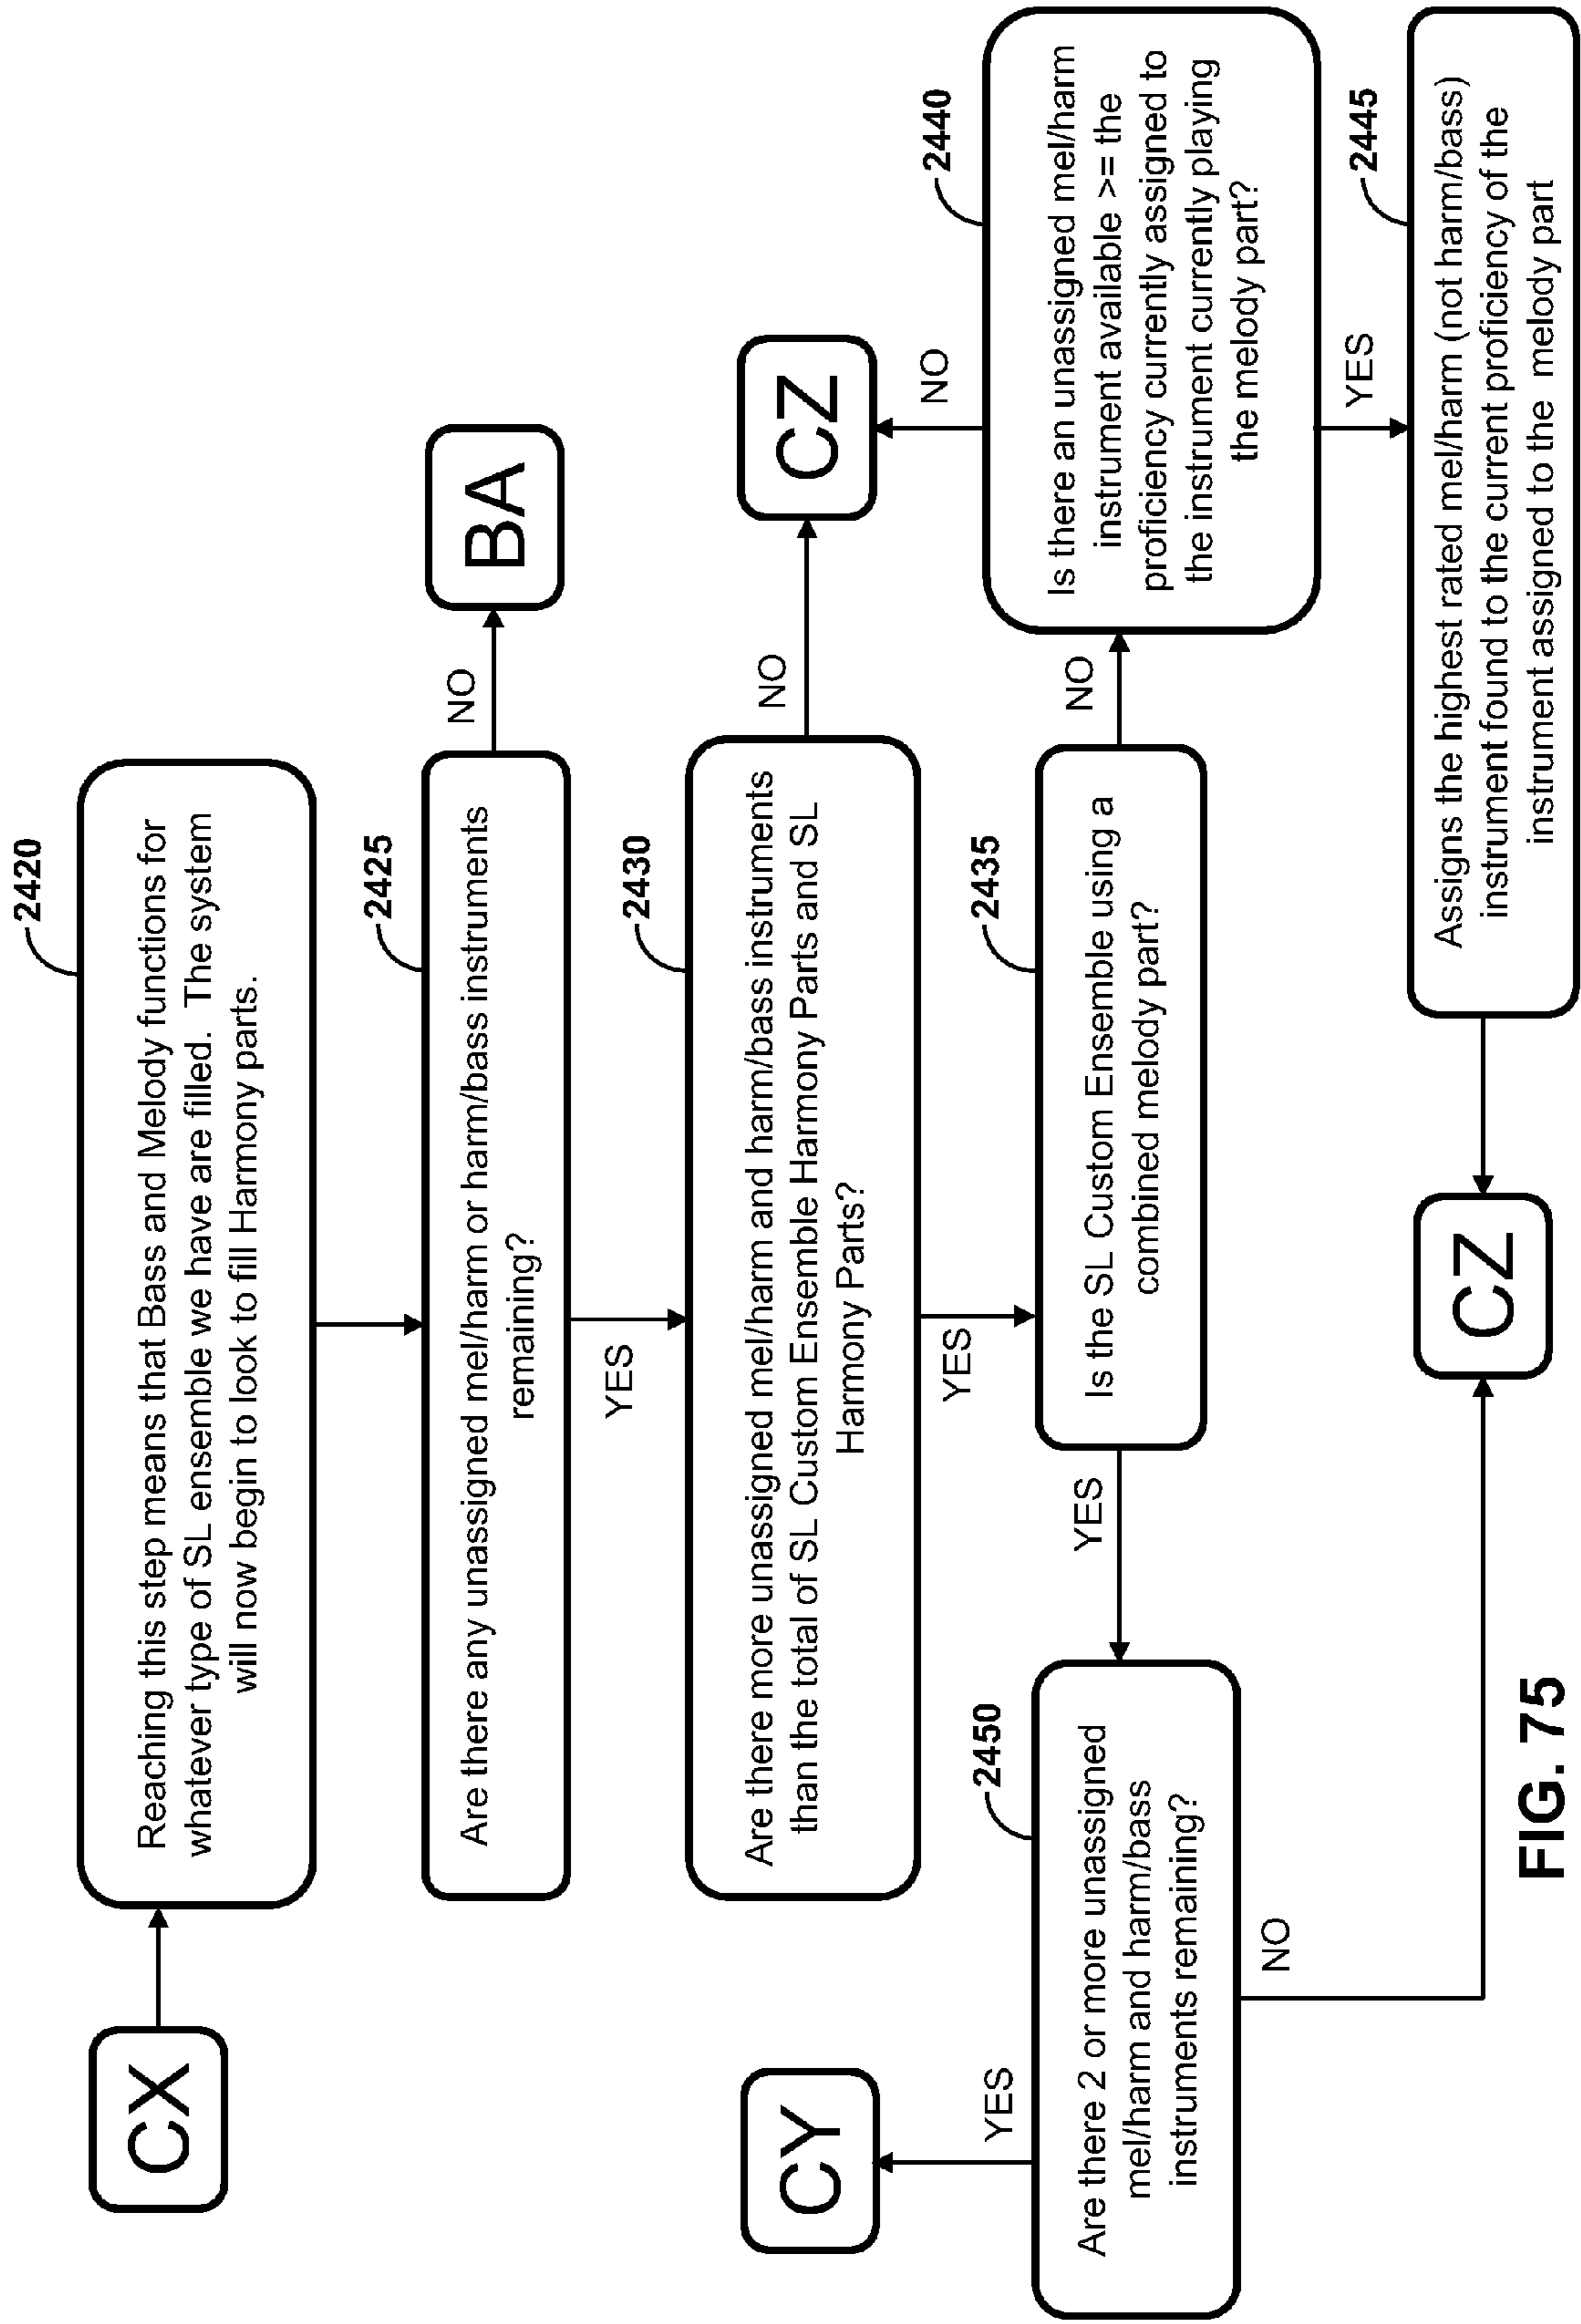 CX
2420
Reaching this step means that Bass and Melody functions for
whatever type of SL ensemble we have are filled. The system
will now begin to look to fill Harmony parts.
2425
Are there any unassigned mel/harm or harm/bass instruments
remaining?
NO
BA
YES
2430
Are there more unassigned mel/harm and harm/bass instruments
than the total of SL Custom Ensemble Harmony Parts and SL
Harmony Parts?
NO
CZ
YES
2435
Is the SL Custom Ensemble using a
combined melody part?
NO
2440
Is there an unassigned mel/harm
instrument available >= the
proficiency currently assigned to
the instrument currently playing
the melody part?
NO
YES
2445
Assigns the highest rated mel/harm (not harm/bass)
instrument found to the current proficiency of the
instrument assigned to the melody part
YES
2450
Are there 2 or more unassigned
mel/harm and harm/bass
instruments remaining?
YES
CY
NO
CZ
FIG. 75